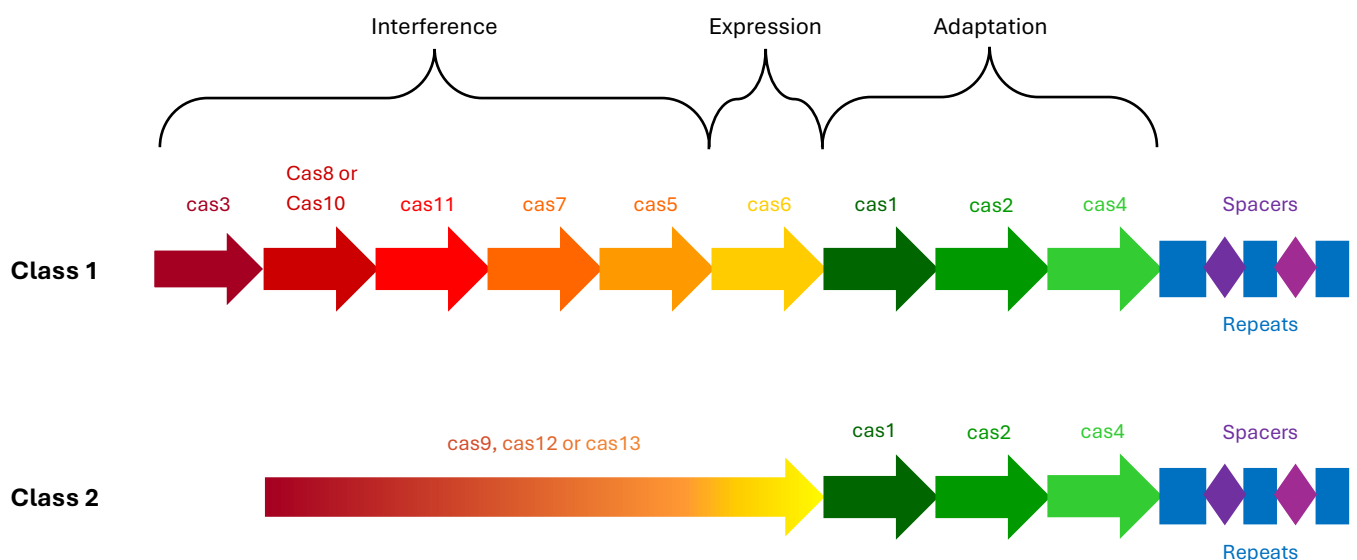 Interference
Expression
Adaptation
Cas8 or
Cas10
cas3
cas11
cas7
cas5
cas6
cas1
cas2
cas4
Spacers
Class 1
Repeats
cas9, cas12 or cas13
cas1
cas2
cas4
Spacers
Class 2
Repeats